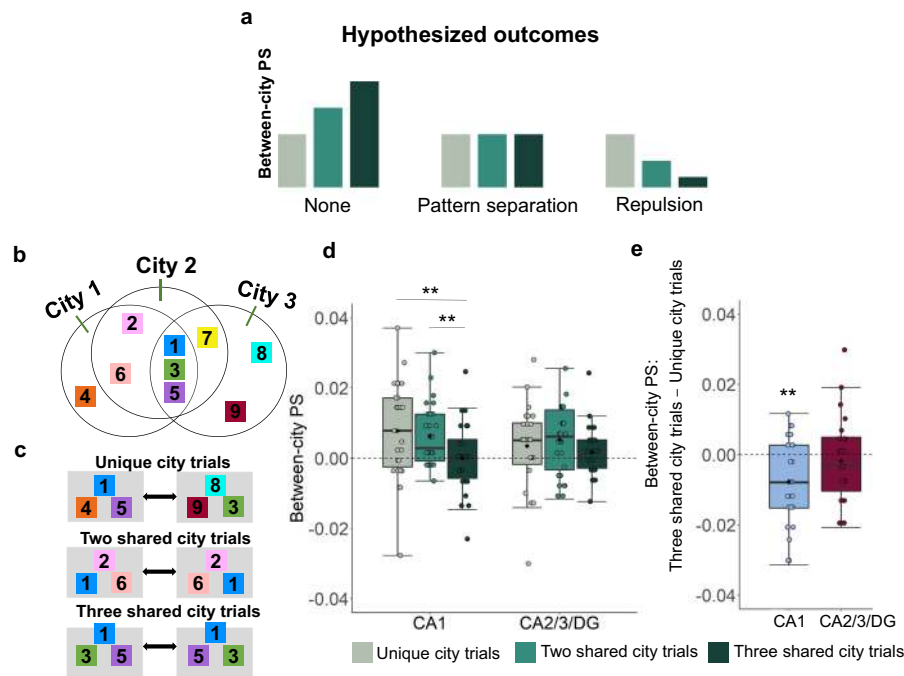 a
Hypothesized outcomes
Between-city PS
None
Pattern separation
Repulsion
b
City 1
City 2
City 3
2
7
1
8
3
6
5
4
9
c
Unique city trials
1
8
4
5
9
3
Two shared city trials
2
2
1
6
6
1
Three shared city trials
1
1
3
5
5
3
d
Between-city PS
0.04
0.02
0.00
-0.02
-0.04
**
**
CA1
CA2/3/DG
e
Between-city PS:
Three shared city trials – Unique city trials
0.04
0.02
0.00
-0.02
-0.04
**
CA1
CA2/3/DG
Unique city trials
Two shared city trials
Three shared city trials